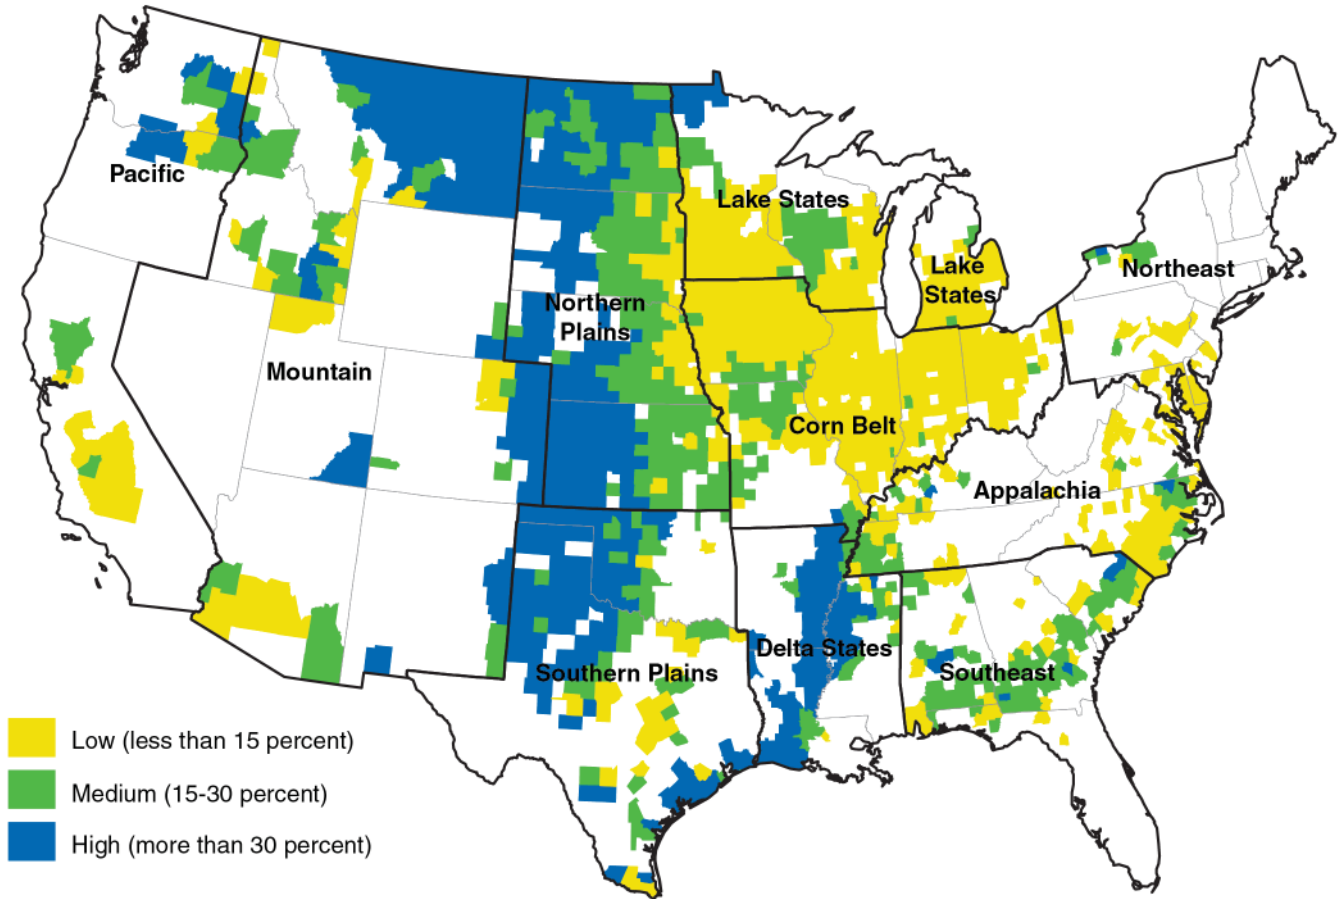 Pacific
Lake States
Lake
States
Northeast
Northern
Plains
Mountain
Corn Belt
Appalachia
Delta States
Southern Plains
Southeast
Low (less than 15 percent)
Medium (15-30 percent)
High (more than 30 percent)